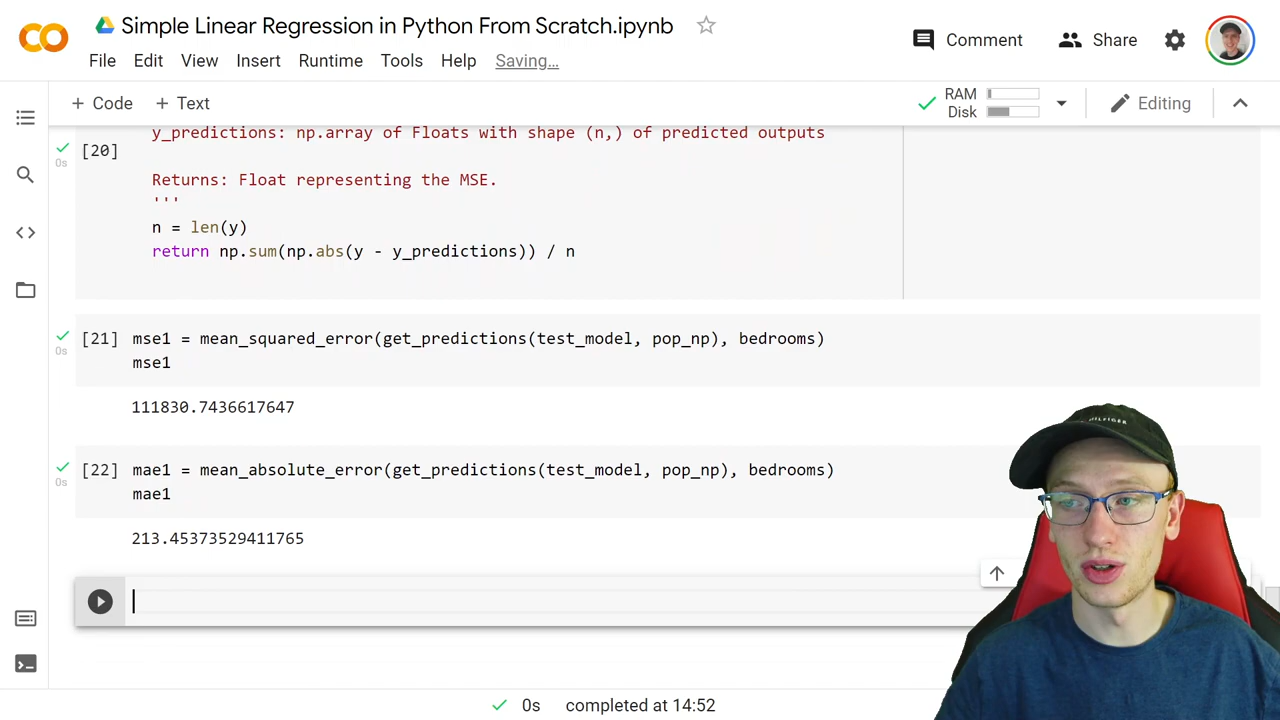 Simple Linear Regression in Python From Scratch.ipynb
Comment
Share
File Edit View Insert Runtime Tools Help Saving...
+ Code + Text
RAM
Disk
Editing
y_predictions: np.array of Floats with shape (n,) of predicted outputs
[20]
0s
Returns: Float representing the MSE.
'''
n = len(y)
return np.sum(np.abs(y - y_predictions)) / n
[21] mse1 = mean_squared_error(get_predictions(test_model, pop_np), bedrooms)
0s
mse1
111830.7436617647
[22] mae1 = mean_absolute_error(get_predictions(test_model, pop_np), bedrooms)
0s
mae1
213.45373529411765
0s completed at 14:52